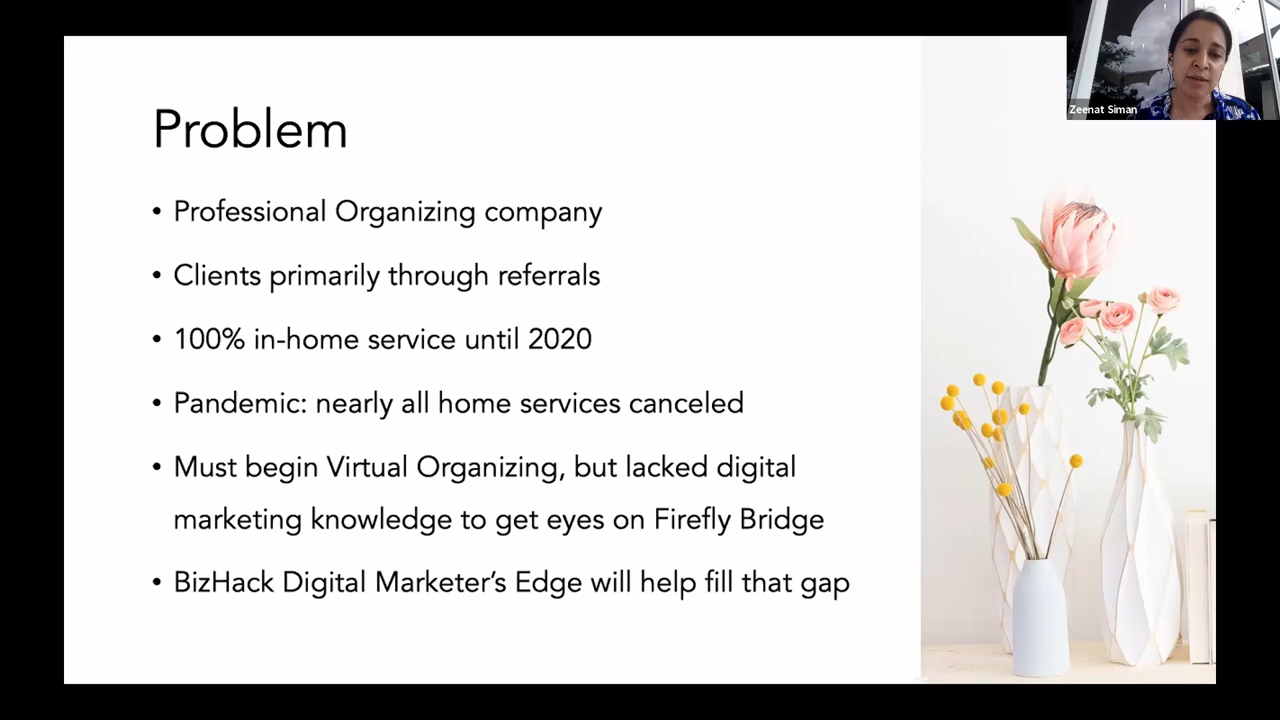 Zeenat Siman
Problem
• Professional Organizing company
• Clients primarily through referrals
• 100% in-home service until 2020
• Pandemic: nearly all home services canceled
• Must begin Virtual Organizing, but lacked digital
marketing knowledge to get eyes on Firefly Bridge
• BizHack Digital Marketer’s Edge will help fill that gap